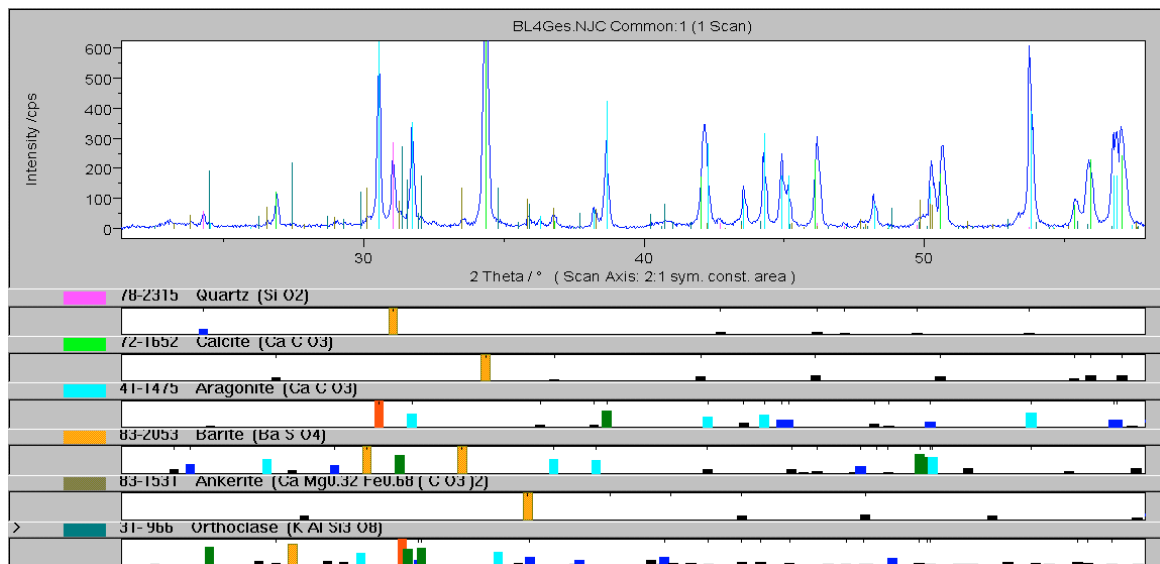 BL4Ges.NJC Common:1 (1 Scan)
600
500
400
300
200
100
0
Intensity /cps
30
40
50
2 Theta / ° ( Scan Axis: 2:1 sym. const. area )
78-2315 Quartz (Si O2)
72-1652 Calcite (Ca C O3)
41-1475 Aragonite (Ca C O3)
83-2053 Barite (Ba S O4)
83-1531 Ankerite (Ca Mg0.32 Fe0.68 ( C O3 )2)
> 31- 966 Orthoclase (K Al Si3 O8)